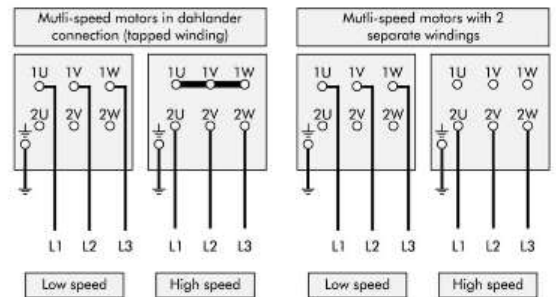 Mutli-speed motors in dahlander
connection (tapped winding)
1U 1V 1W
2U 2V 2W
L1 L2 L3
Low speed
1U 1V 1W
2U 2V 2W
L1 L2 L3
High speed
Mutli-speed motors with 2
separate windings
1U 1V 1W
2U 2V 2W
L1 L2 L3
Low speed
1U 1V 1W
2U 2V 2W
L1 L2 L3
High speed